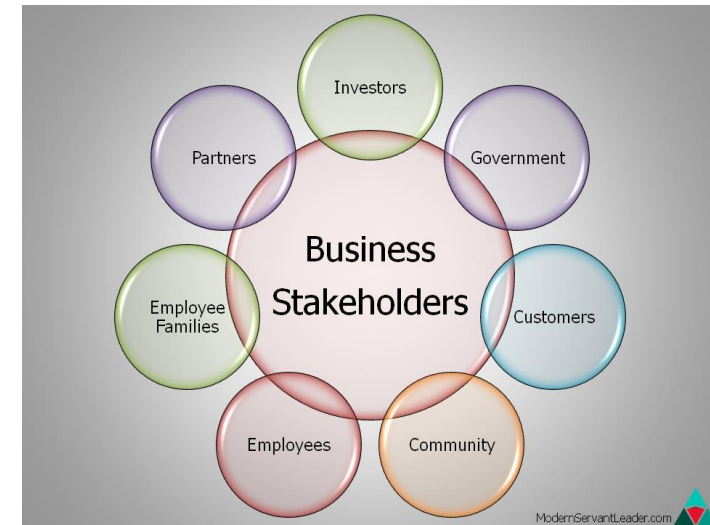 Investors
Partners
Government
Business
Stakeholders
Employee
Families
Customers
Employees
Community
ModernServantLeader.com